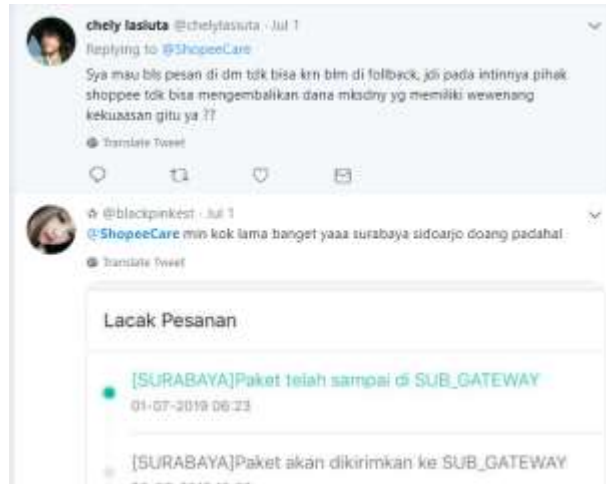 chely lasiuta @chelylasiuta · Jul 1
Replying to @ShopeeCare
Sya mau bls pesan di dm tdk bisa krn blm di follback, jdi pada intinnya pihak
shoppee tdk bisa mengembalikan dana mksdny yg memiliki wewenang
kekuaasan gitu ya ??
Translate Tweet
@blackpinkest · Jul 1
@ShopeeCare min kok lama banget yaaa surabaya sidoarjo doang padahal
Translate Tweet
Lacak Pesanan
[SURABAYA]Paket telah sampai di SUB_GATEWAY
01-07-2019 06:23
[SURABAYA]Paket akan dikirimkan ke SUB_GATEWAY